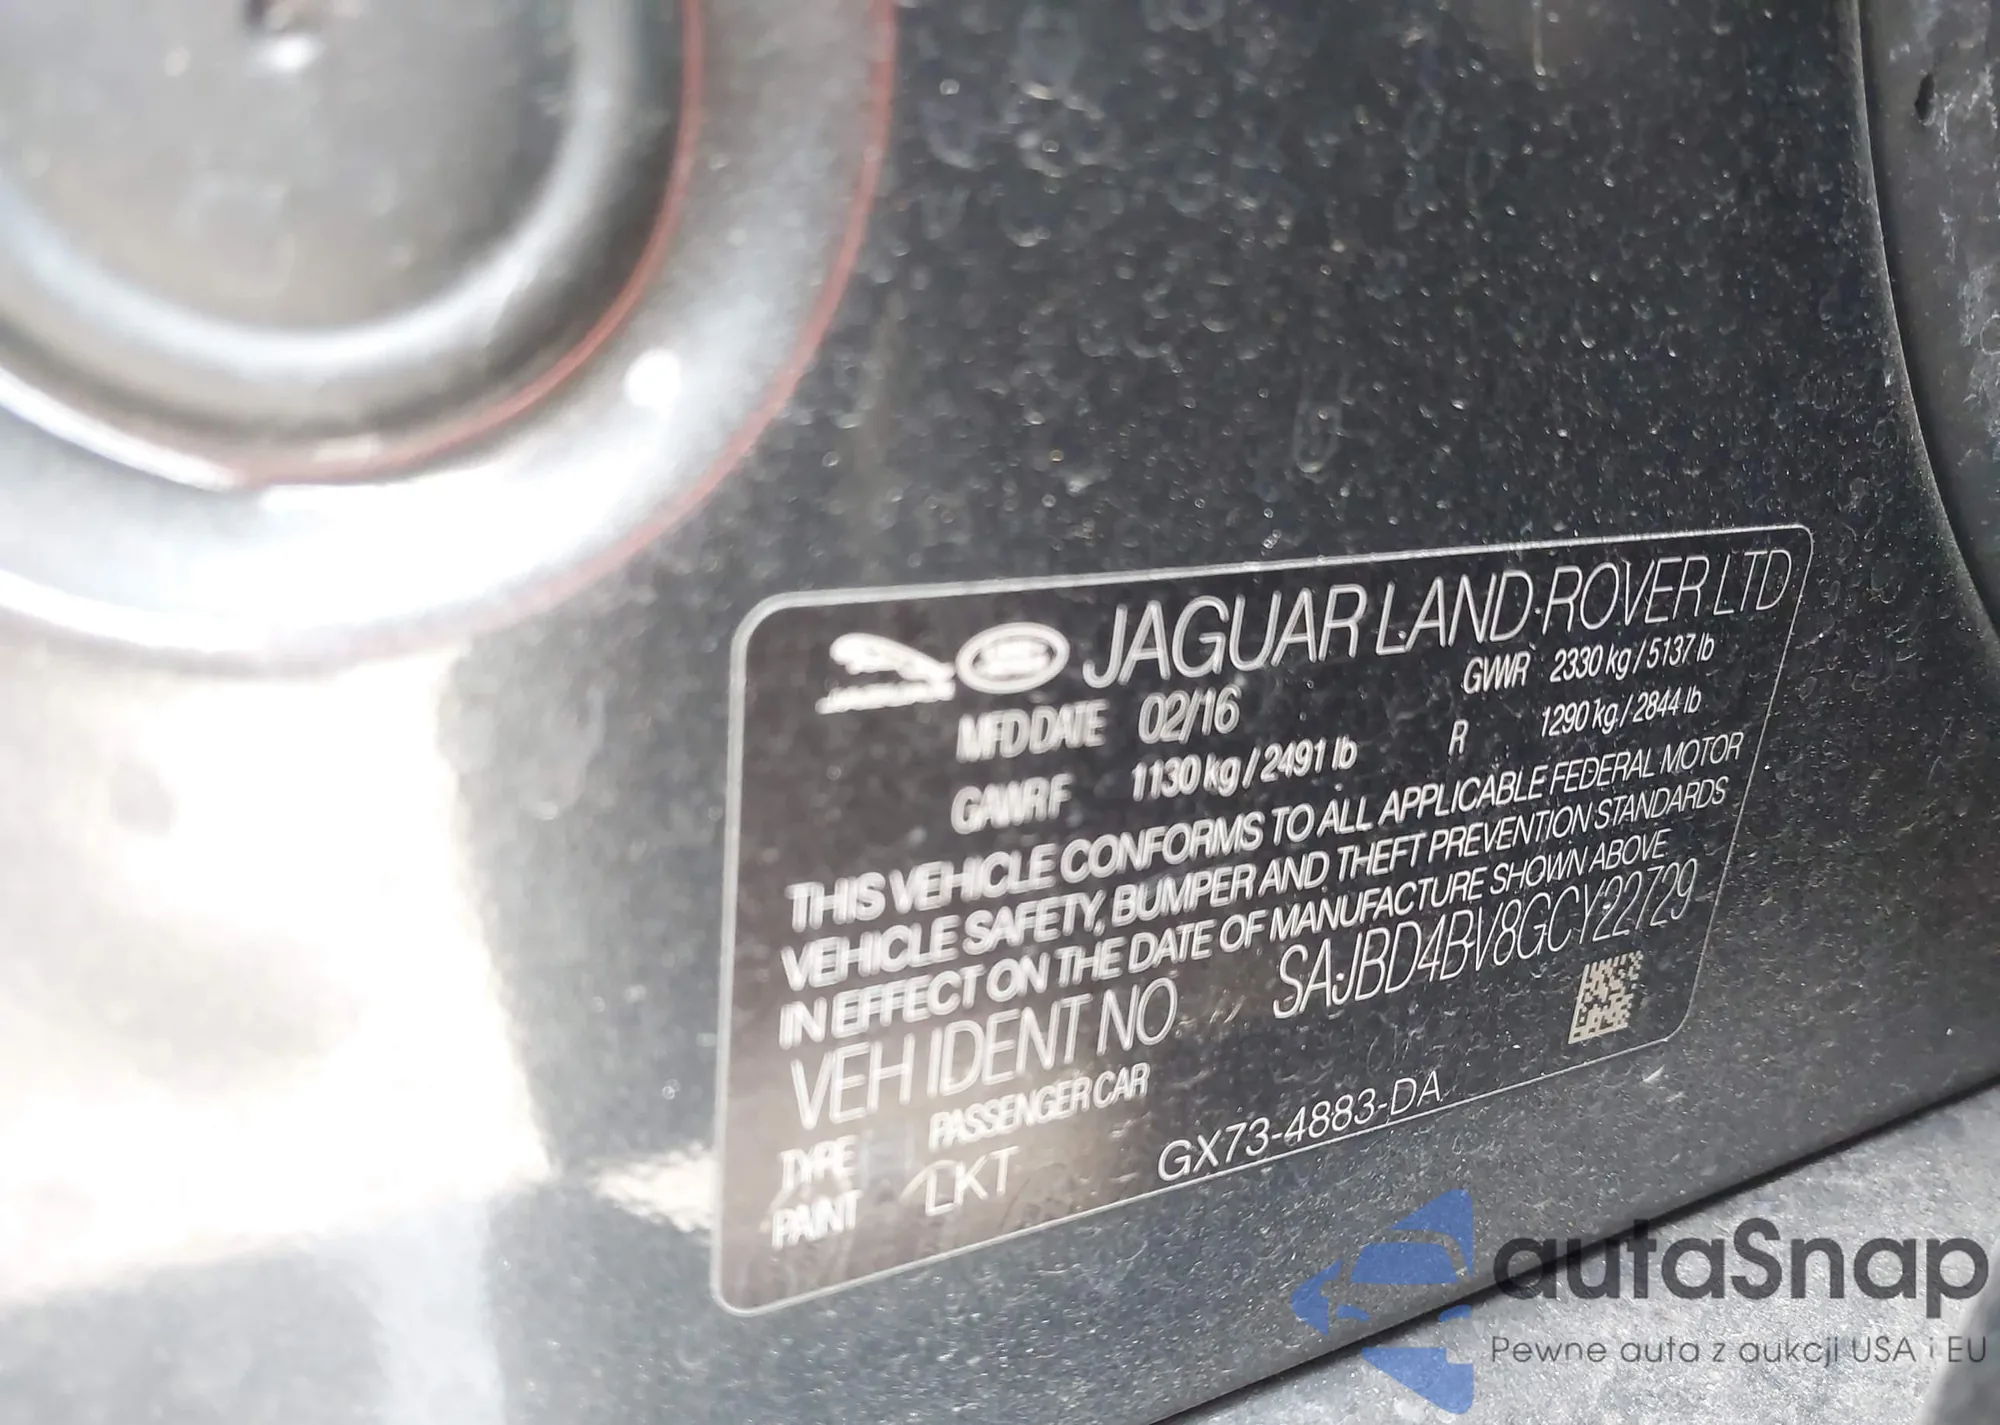 JAGUAR
JAGUAR LAND-ROVER LTD
MFD DATE 02/16 GVWR 2330 kg / 5137 lb
GAWR F 1130 kg / 2491 lb R 1290 kg / 2844 lb
THIS VEHICLE CONFORMS TO ALL APPLICABLE FEDERAL MOTOR
VEHICLE SAFETY, BUMPER AND THEFT PREVENTION STANDARDS
IN EFFECT ON THE DATE OF MANUFACTURE SHOWN ABOVE
VEH IDENT NO SAJBD4BV8GCY22729
TYPE PASSENGER CAR
PAINT LKT GX73-4883-DA
autaSnap
Pewne auta z aukcji USA i EU